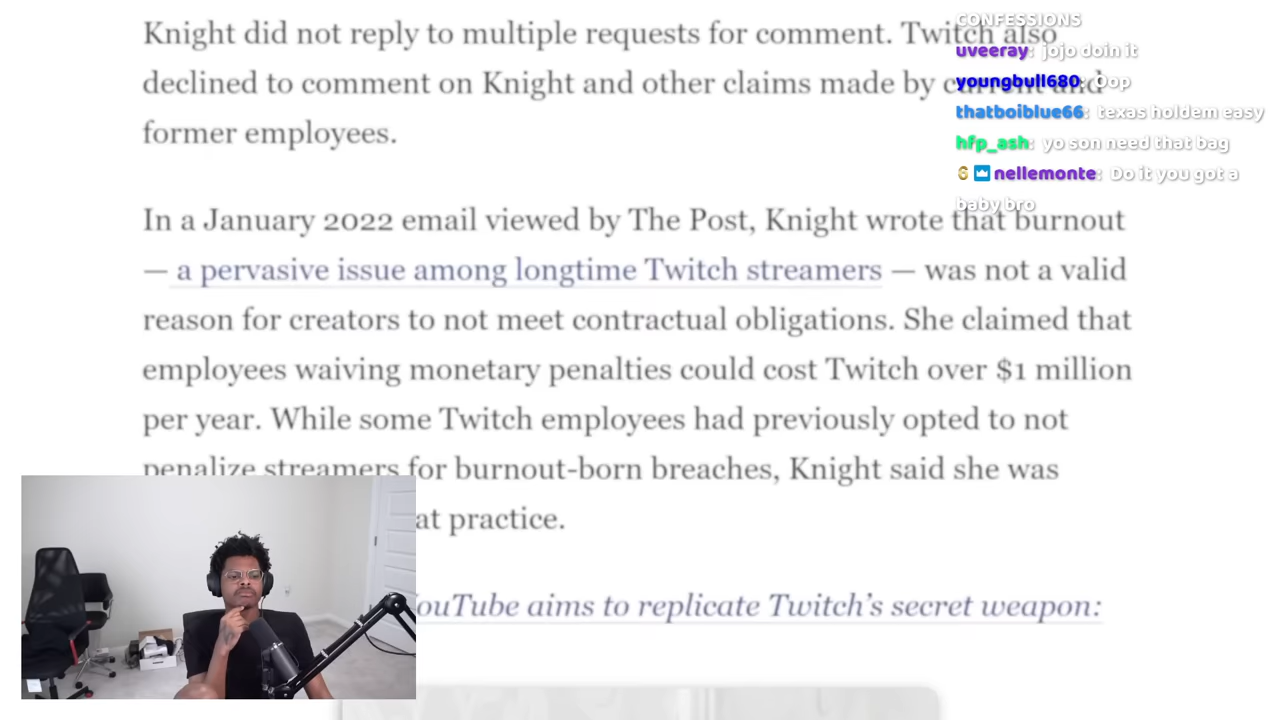 Knight did not reply to multiple requests for comment. Twitch also
declined to comment on Knight and other claims made by current and
former employees.
In a January 2022 email viewed by The Post, Knight wrote that burnout
— a pervasive issue among longtime Twitch streamers — was not a valid
reason for creators to not meet contractual obligations. She claimed that
employees waiving monetary penalties could cost Twitch over $1 million
per year. While some Twitch employees had previously opted to not
penalize streamers for burnout-born breaches, Knight said she was
at practice.
ouTube aims to replicate Twitch's secret weapon:
CONFESSIONS
uveeray: jojo doin it
youngbull680: Oop
thatboiblue66: texas holdem easy
hfp_ash: yo son need that bag
nellemonte: Do it you got a
baby bro